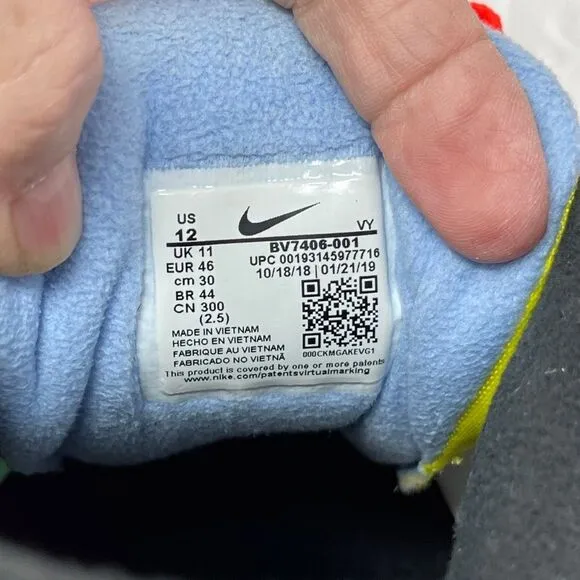 US
12
VY
UK 11
BV7406-001
EUR 46
UPC 00193145977716
cm 30
10/18/18 | 01/21/19
BR 44
CN 300
(2.5)
MADE IN VIETNAM
HECHO EN VIETNAM
FABRIQUE AU VIETNAM
FABRICADO NO VIETNÃ
000CKMGAKEVG1
This product is covered by one or more patents
www.nike.com/patentsvirtualmarking